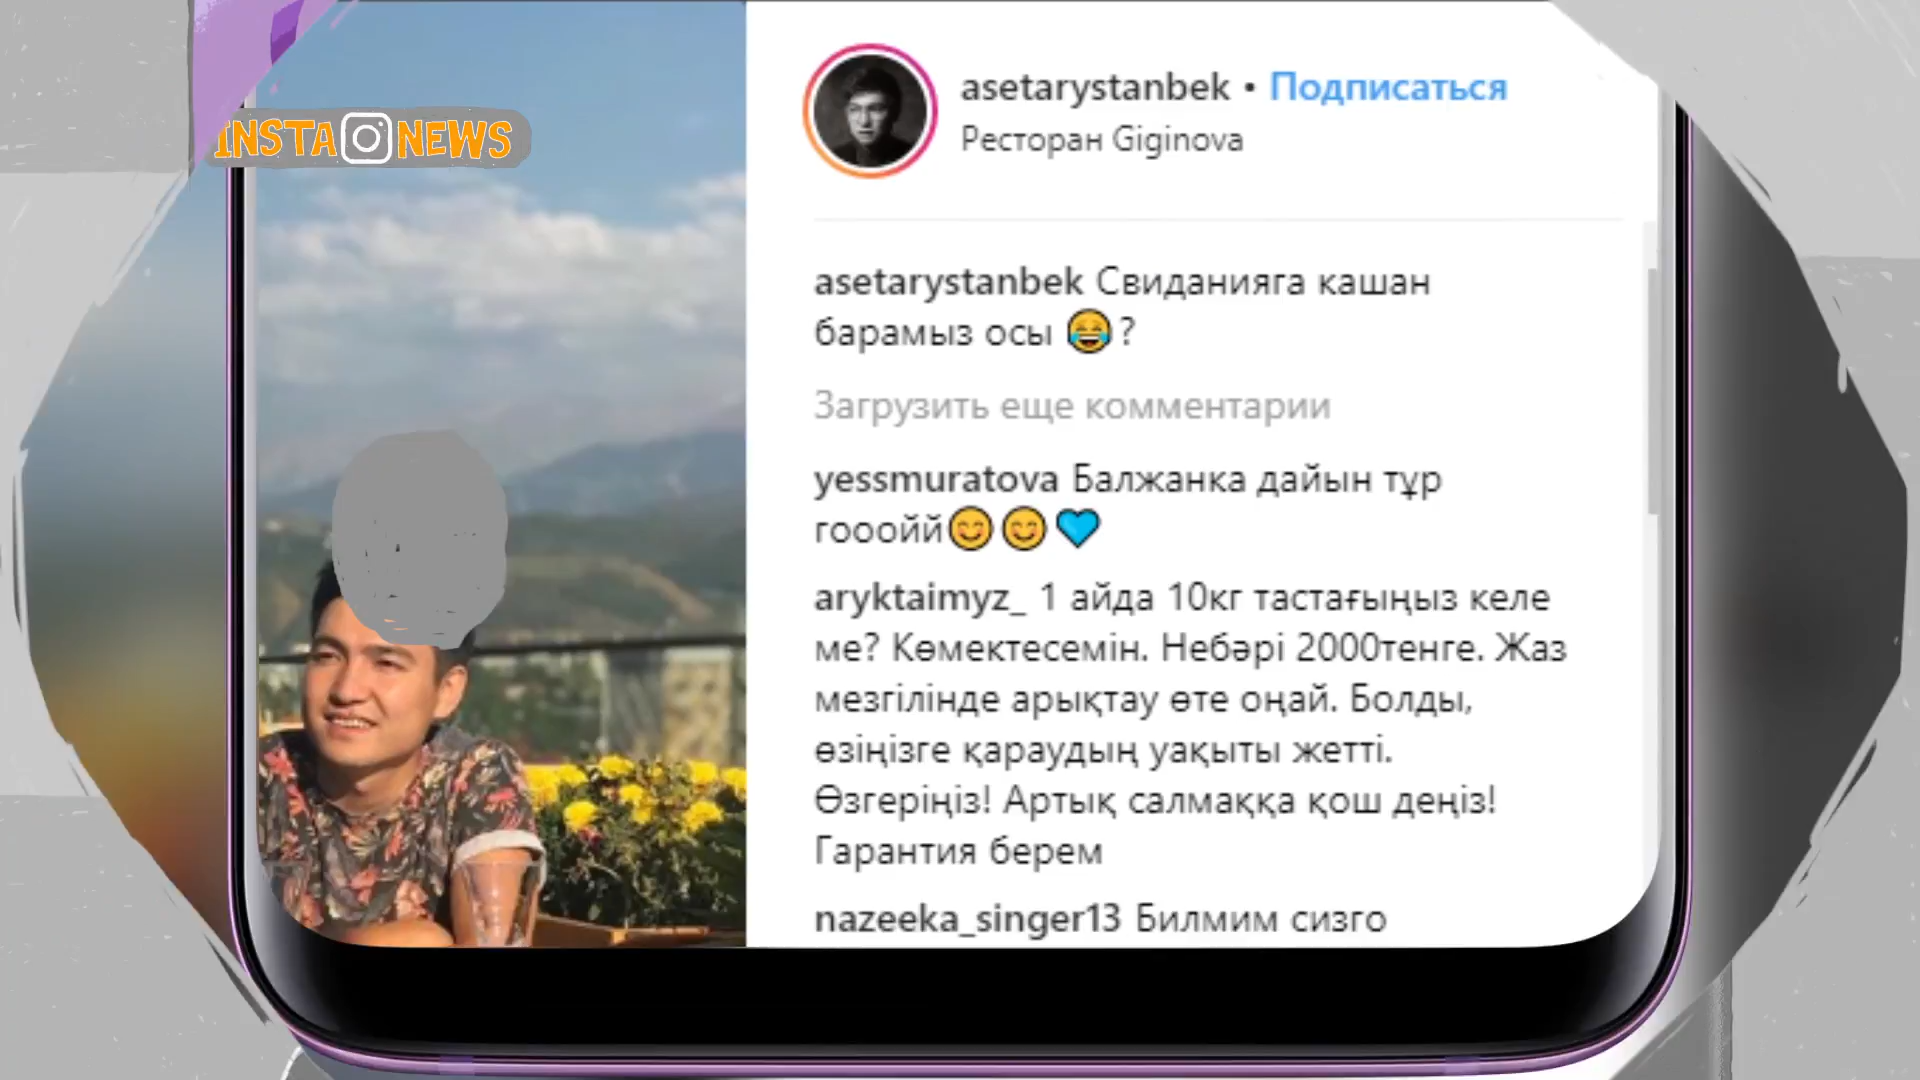 INSTA NEWS
asetarystanbek • Подписаться
Ресторан Giginova
asetarystanbek Свиданияга кашан
барамыз осы 😂?
Загрузить еще комментарии
yessmuratova Балжанка дайын тұр
гооойй😊😊💙
aryktaimyz_ 1 айда 10кг тастағыңыз келе
ме? Көмектесемін. Небәрі 2000тенге. Жаз
мезгілінде арықтау өте оңай. Болды,
өзіңізге қараудың уақыты жетті.
Өзгеріңіз! Артық салмаққа қош деңіз!
Гарантия берем
nazeeka_singer13 Билмим сизго